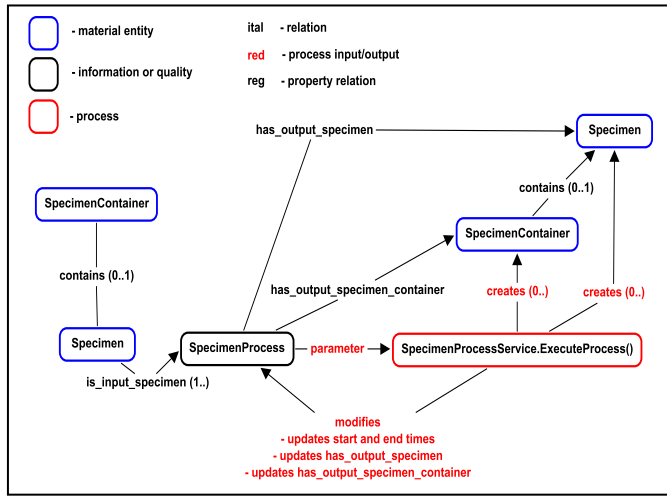 - material entity
- information or quality
- process
ital - relation
red - process input/output
reg - property relation
has_output_specimen
Specimen
contains (0..1)
SpecimenContainer
SpecimenContainer
contains (0..1)
has_output_specimen_container
creates (0..)
creates (0..)
Specimen
SpecimenProcess
parameter
SpecimenProcessService.ExecuteProcess()
is_input_specimen (1..)
modifies
- updates start and end times
- updates has_output_specimen
- updates has_output_specimen_container